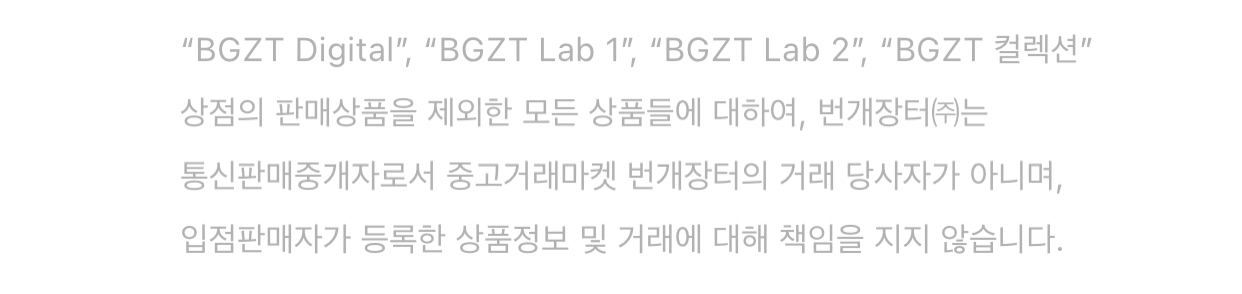 “BGZT Digital”, “BGZT Lab 1”, “BGZT Lab 2”, “BGZT 컬렉션”
상점의 판매상품을 제외한 모든 상품들에 대하여, 번개장터㈜는
통신판매중개자로서 중고거래마켓 번개장터의 거래 당사자가 아니며,
입점판매자가 등록한 상품정보 및 거래에 대해 책임을 지지 않습니다.